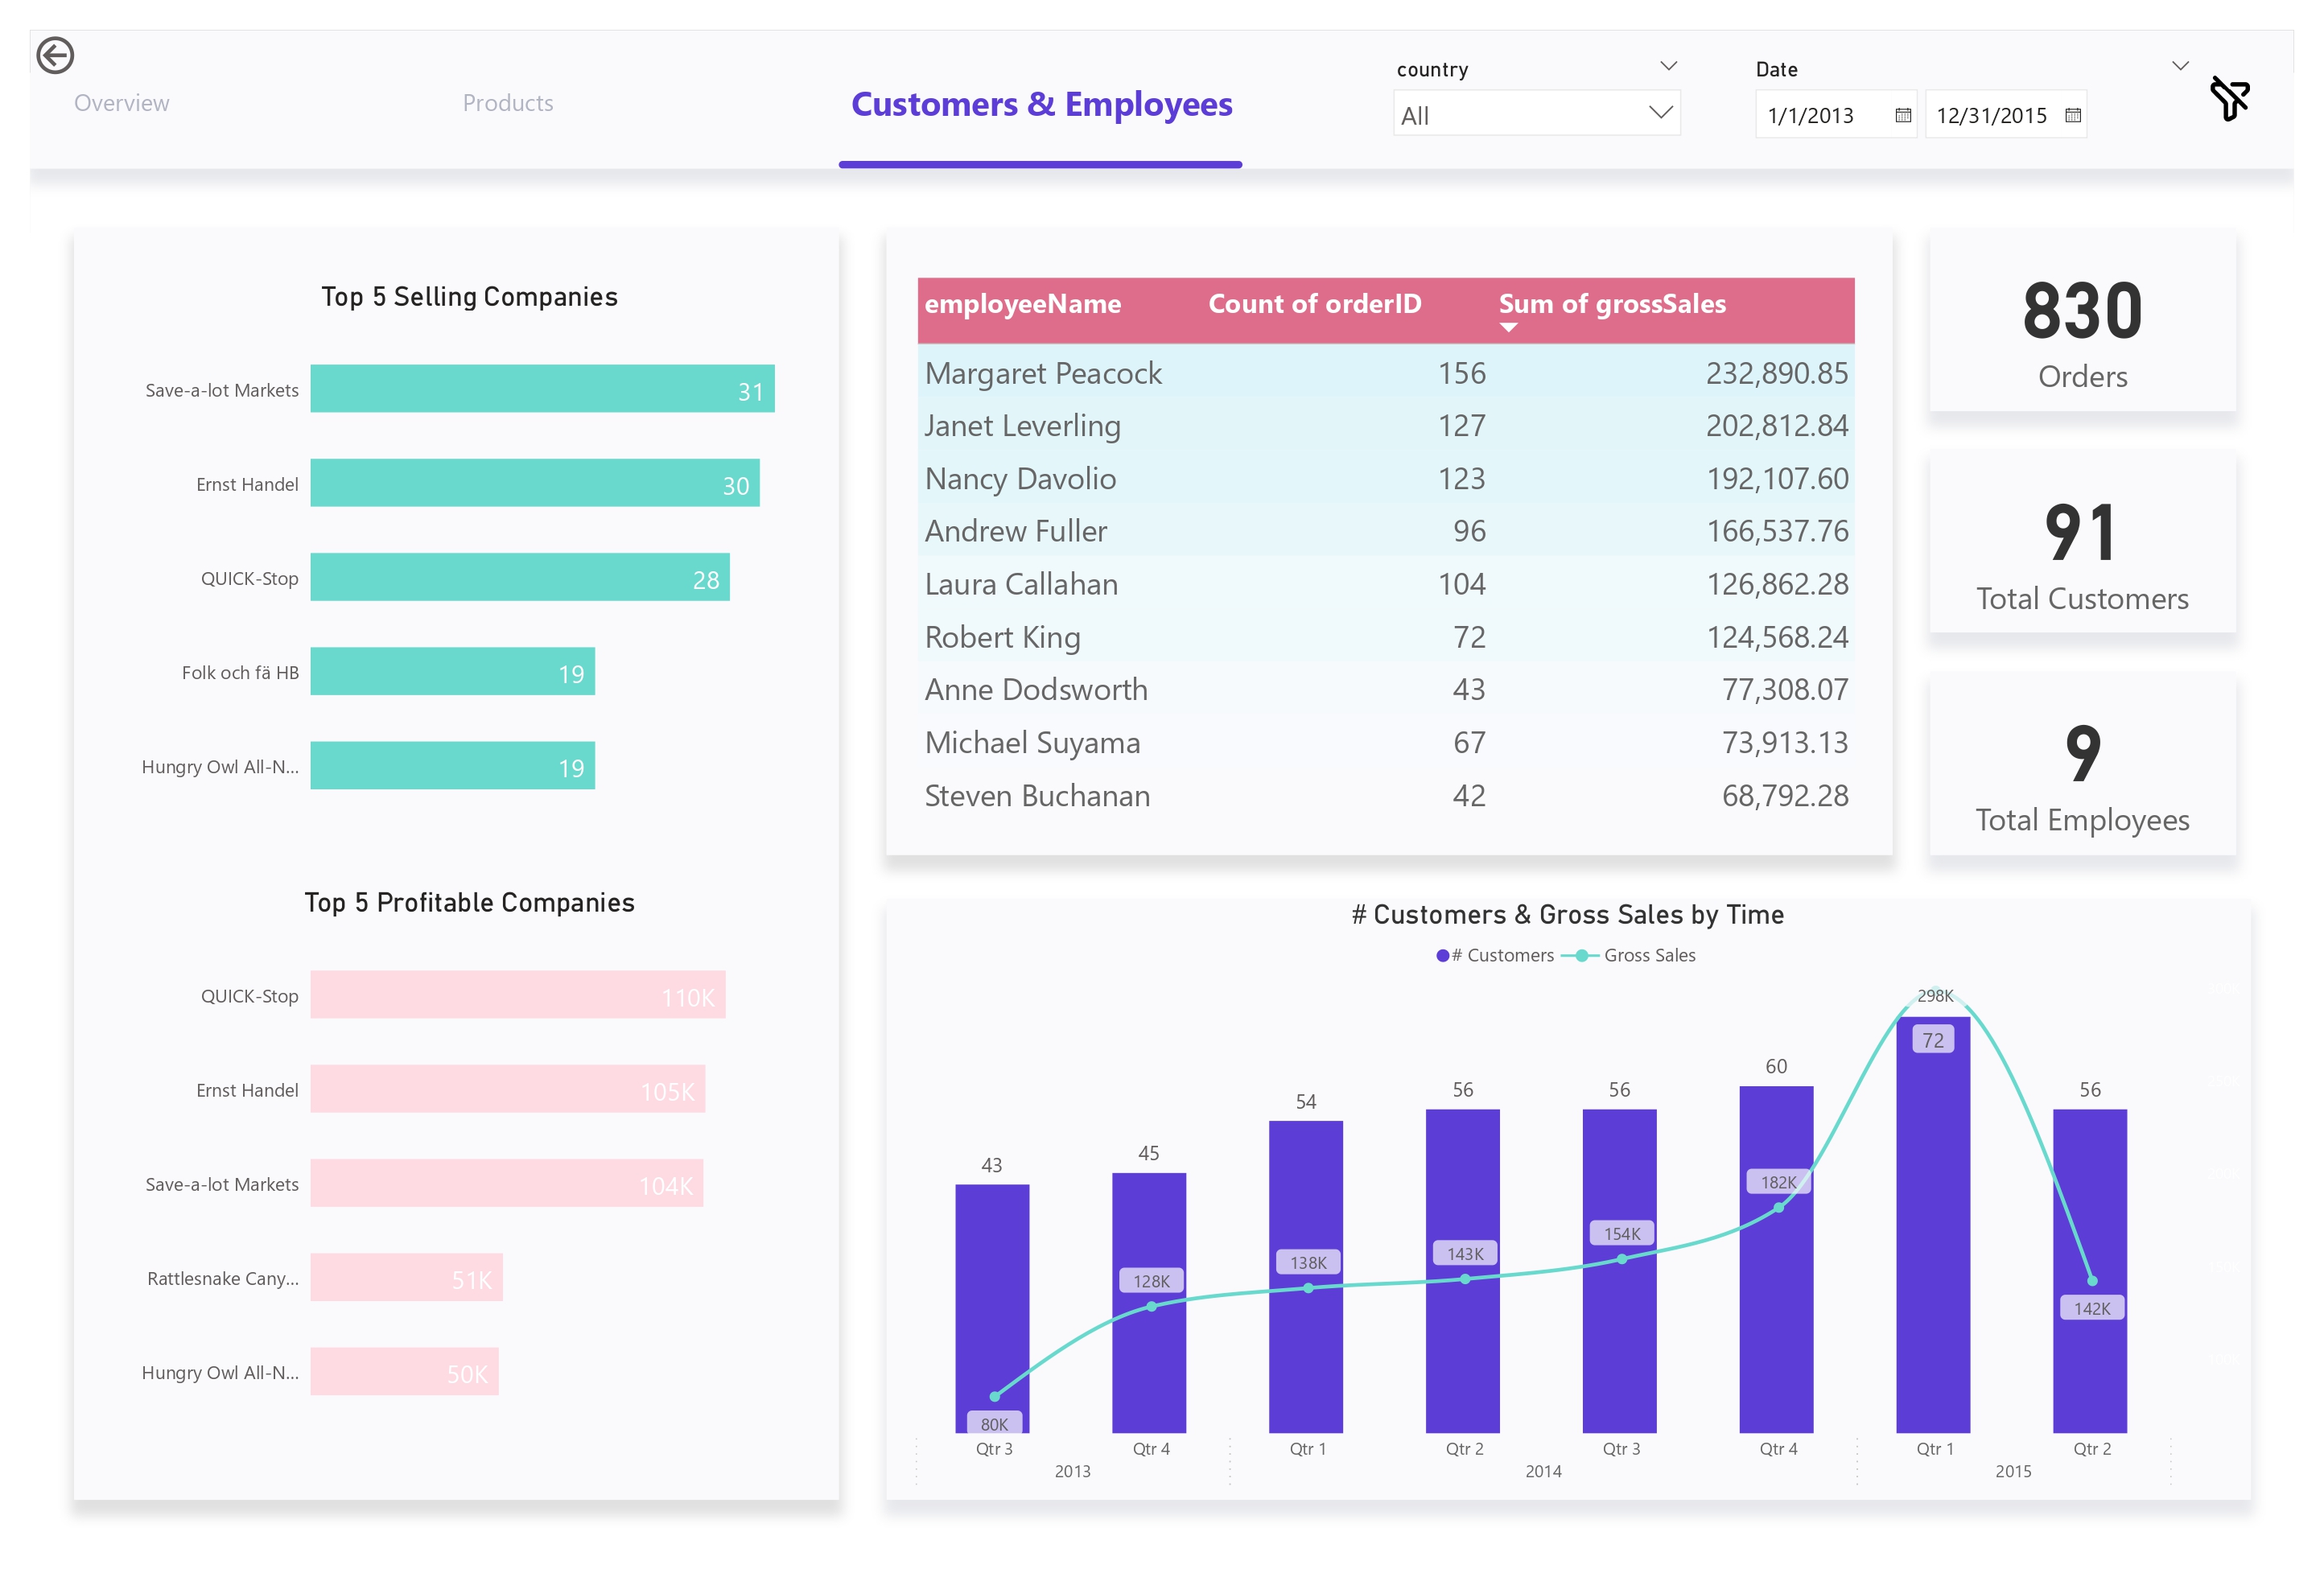 Overview
Products
Customers & Employees
country
All
Date
1/1/2013
12/31/2015
Top 5 Selling Companies
Save-a-lot Markets 31
Ernst Handel 30
QUICK-Stop 28
Folk och fä HB 19
Hungry Owl All-N... 19
Top 5 Profitable Companies
QUICK-Stop 110K
Ernst Handel 105K
Save-a-lot Markets 104K
Rattlesnake Cany... 51K
Hungry Owl All-N... 50K
employeeName Count of orderID Sum of grossSales
Margaret Peacock 156 232,890.85
Janet Leverling 127 202,812.84
Nancy Davolio 123 192,107.60
Andrew Fuller 96 166,537.76
Laura Callahan 104 126,862.28
Robert King 72 124,568.24
Anne Dodsworth 43 77,308.07
Michael Suyama 67 73,913.13
Steven Buchanan 42 68,792.28
830
Orders
91
Total Customers
9
Total Employees
# Customers & Gross Sales by Time
# Customers Gross Sales
43 45 54 56 56 60 72 56
80K 128K 138K 143K 154K 182K 298K 142K
Qtr 3 Qtr 4 Qtr 1 Qtr 2 Qtr 3 Qtr 4 Qtr 1 Qtr 2
2013 2014 2015